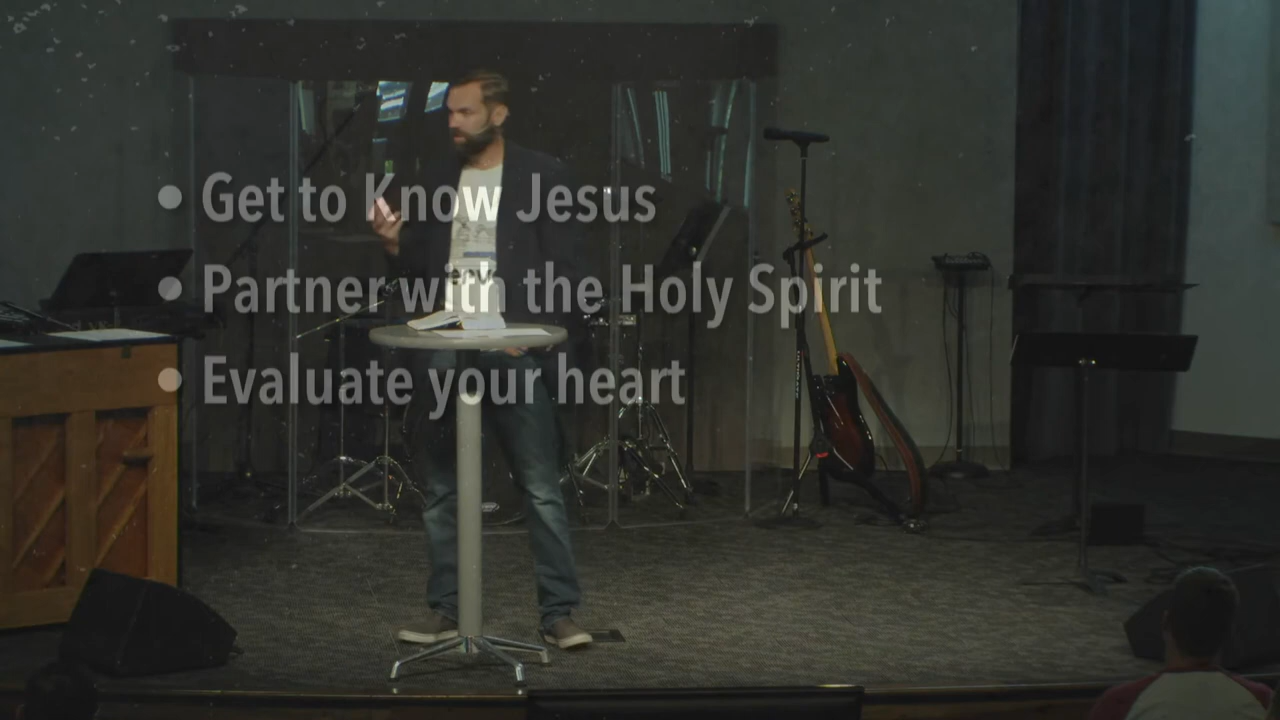 • Get to Know Jesus
• Partner with the Holy Spirit
• Evaluate your heart